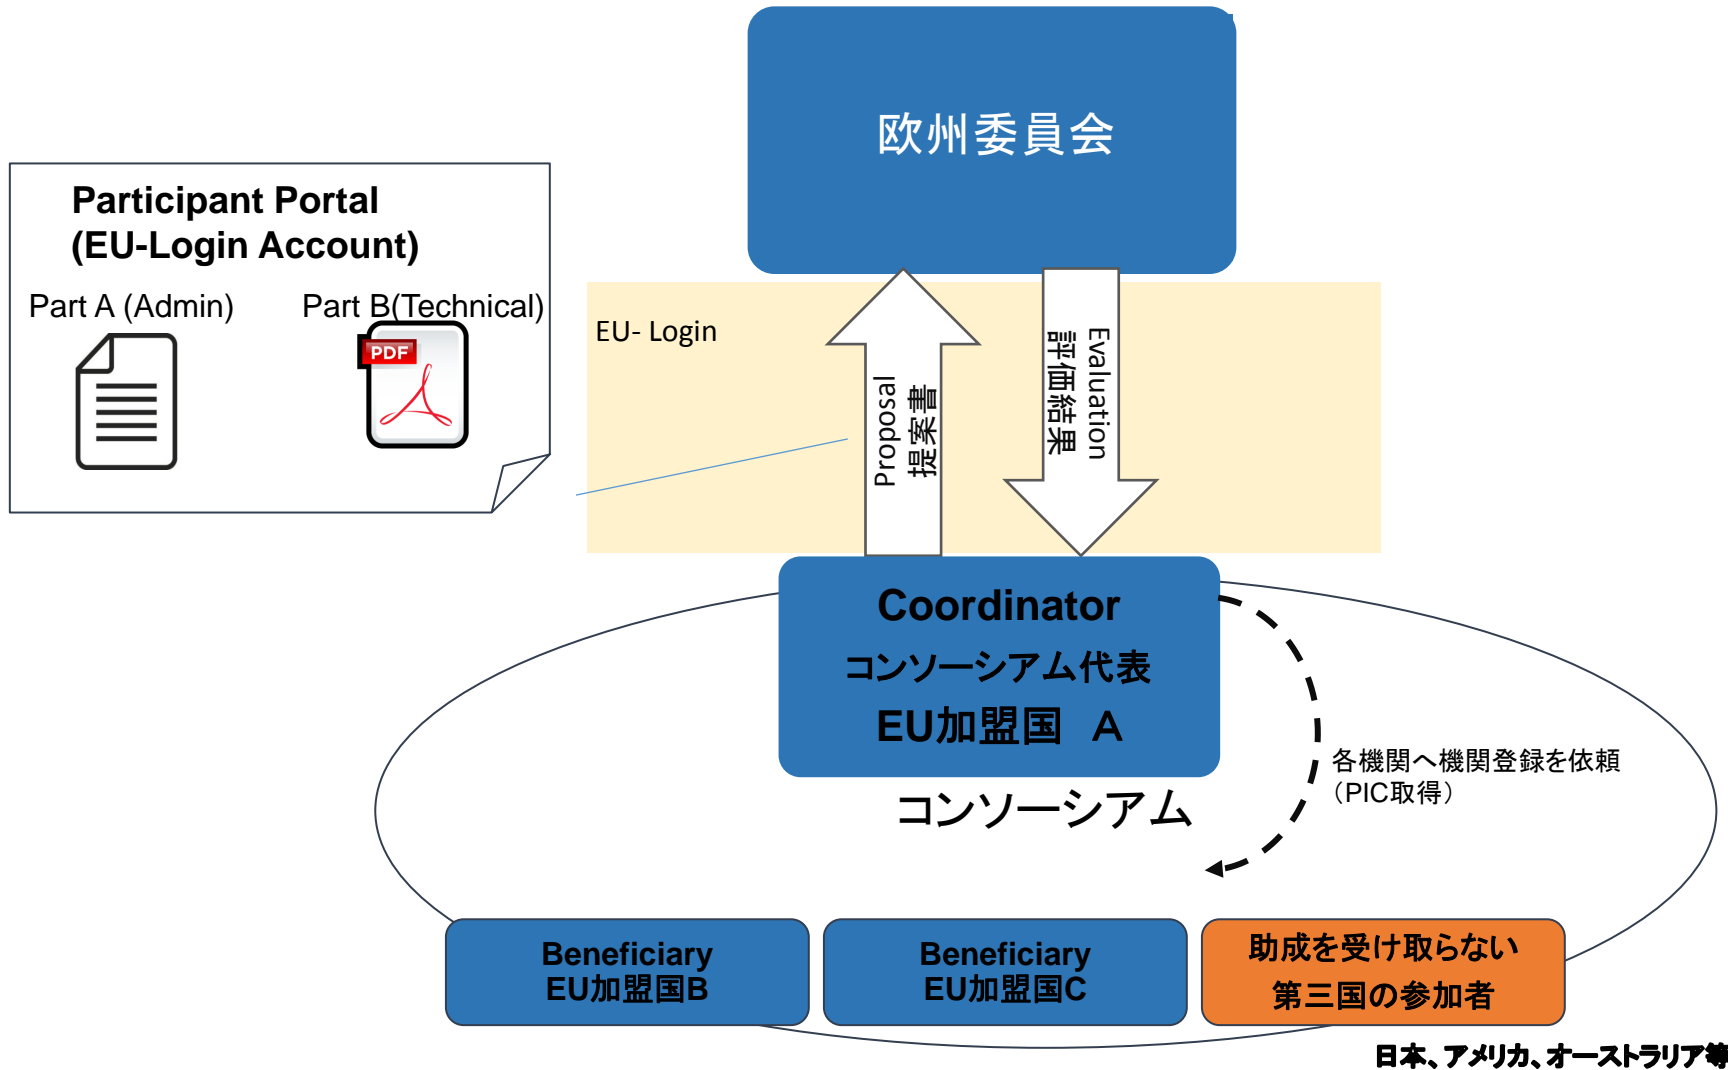 欧州委員会
Participant Portal
(EU-Login Account)
Part A (Admin)
Part B(Technical)
PDF
EU- Login
Proposal
提案書
Evaluation
評価結果
Coordinator
コンソーシアム代表
EU加盟国　A
各機関へ機関登録を依頼
（PIC取得）
コンソーシアム
Beneficiary
EU加盟国B
Beneficiary
EU加盟国C
助成を受け取らない
第三国の参加者
日本、アメリカ、オーストラリア等